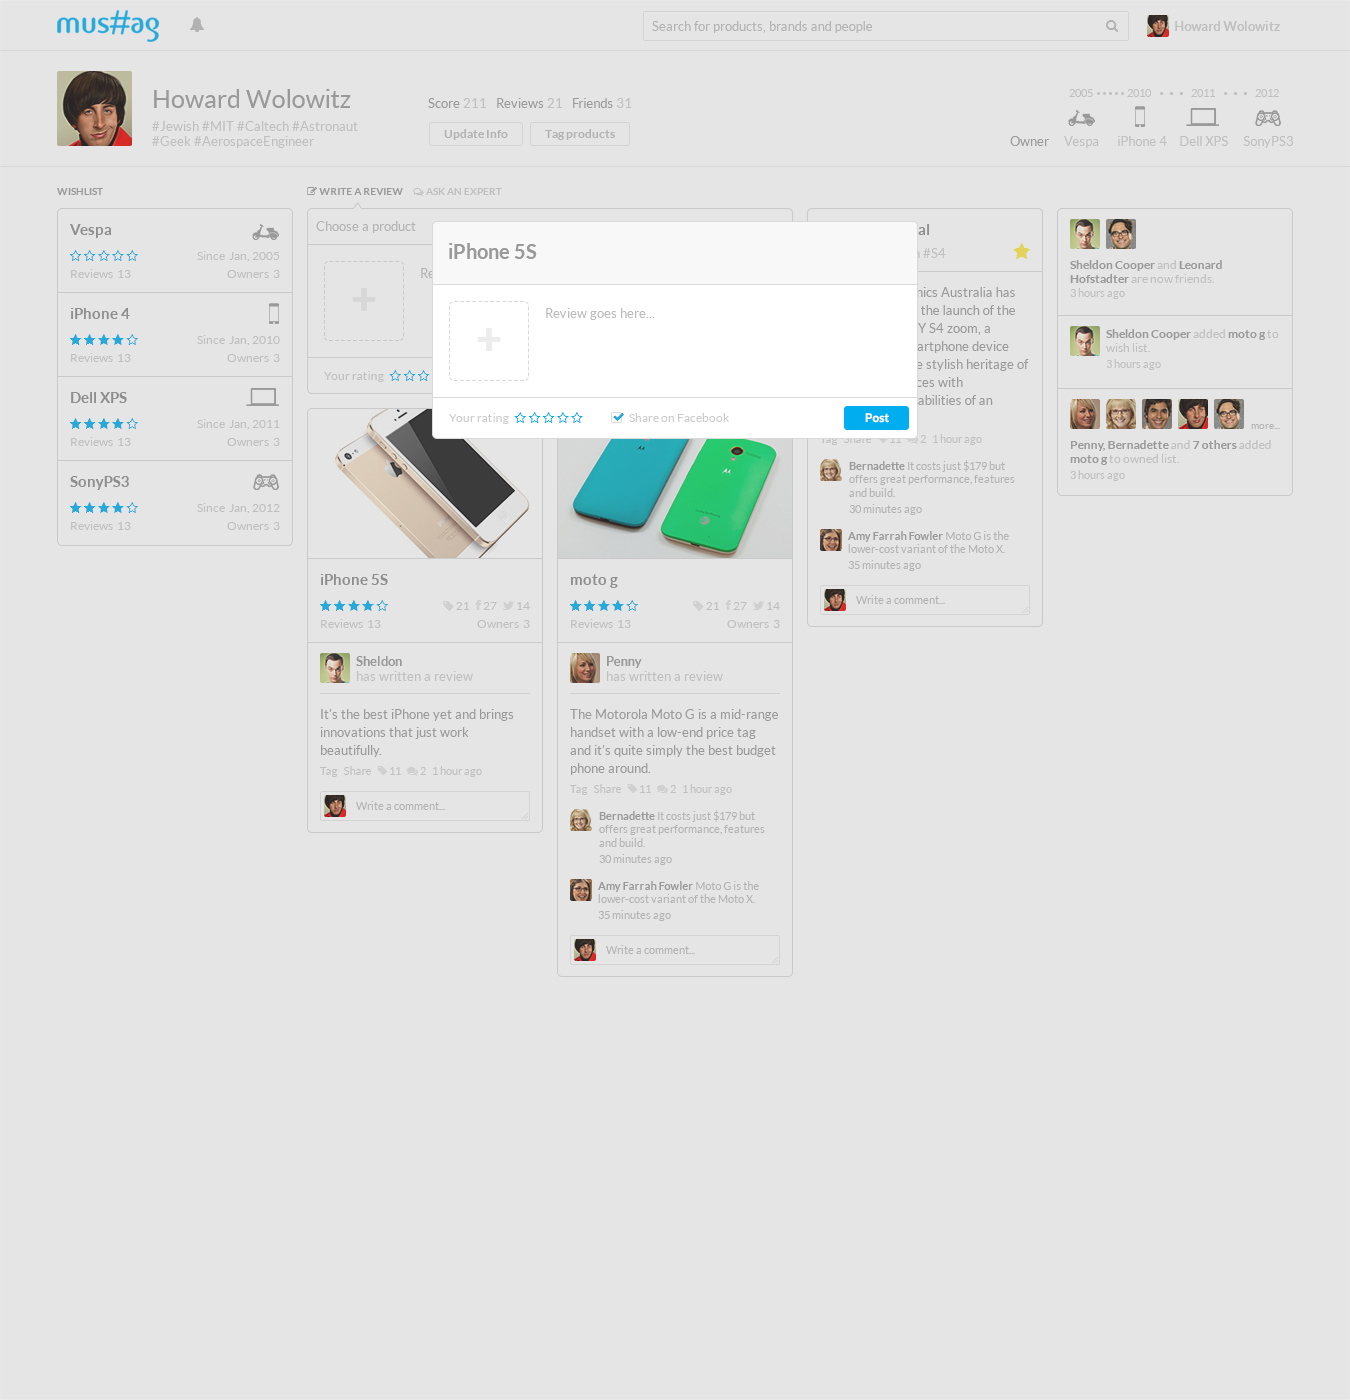 mus#ag
Search for products, brands and people
Howard Wolowitz
Howard Wolowitz
#Jewish #MIT #Caltech #Astronaut
#Geek #AerospaceEngineer
Score 211 Reviews 21 Friends 31
Update Info
Tag products
2005 2010 2011 2012
Owner Vespa iPhone 4 Dell XPS SonyPS3
WISHLIST
Vespa
Since Jan, 2005
Reviews 13 Owners 3
iPhone 4
Since Jan, 2010
Reviews 13 Owners 3
Dell XPS
Since Jan, 2011
Reviews 13 Owners 3
SonyPS3
Since Jan, 2012
Reviews 13 Owners 3
WRITE A REVIEW ASK AN EXPERT
Choose a product
Your rating
iPhone 5S
Review goes here...
Your rating Share on Facebook Post
iPhone 5S
21 27 14
Reviews 13 Owners 3
Sheldon
has written a review
It's the best iPhone yet and brings
innovations that just work
beautifully.
Tag Share 11 2 1 hour ago
Write a comment...
moto g
21 27 14
Reviews 13 Owners 3
Penny
has written a review
The Motorola Moto G is a mid-range
handset with a low-end price tag
and it's quite simply the best budget
phone around.
Tag Share 11 2 1 hour ago
Bernadette It costs just $179 but
offers great performance, features
and build.
30 minutes ago
Amy Farrah Fowler Moto G is the
lower-cost variant of the Moto X.
35 minutes ago
Write a comment...
#S4
Australia has
the launch of the
S4 zoom, a
device
stylish heritage of
with
of an
Tag Share 11 2 1 hour ago
Bernadette It costs just $179 but
offers great performance, features
and build.
30 minutes ago
Amy Farrah Fowler Moto G is the
lower-cost variant of the Moto X.
35 minutes ago
Write a comment...
Sheldon Cooper and Leonard
Hofstadter are now friends.
3 hours ago
Sheldon Cooper added moto g to
wish list.
3 hours ago
more...
Penny, Bernadette and 7 others added
moto g to owned list.
3 hours ago